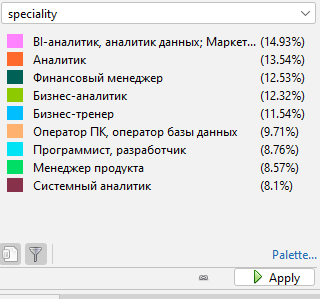 speciality
BI-аналитик, аналитик данных; Маркет... (14.93%)
Аналитик (13.54%)
Финансовый менеджер (12.53%)
Бизнес-аналитик (12.32%)
Бизнес-тренер (11.54%)
Оператор ПК, оператор базы данных (9.71%)
Программист, разработчик (8.76%)
Менеджер продукта (8.57%)
Системный аналитик (8.1%)
Palette...
Apply